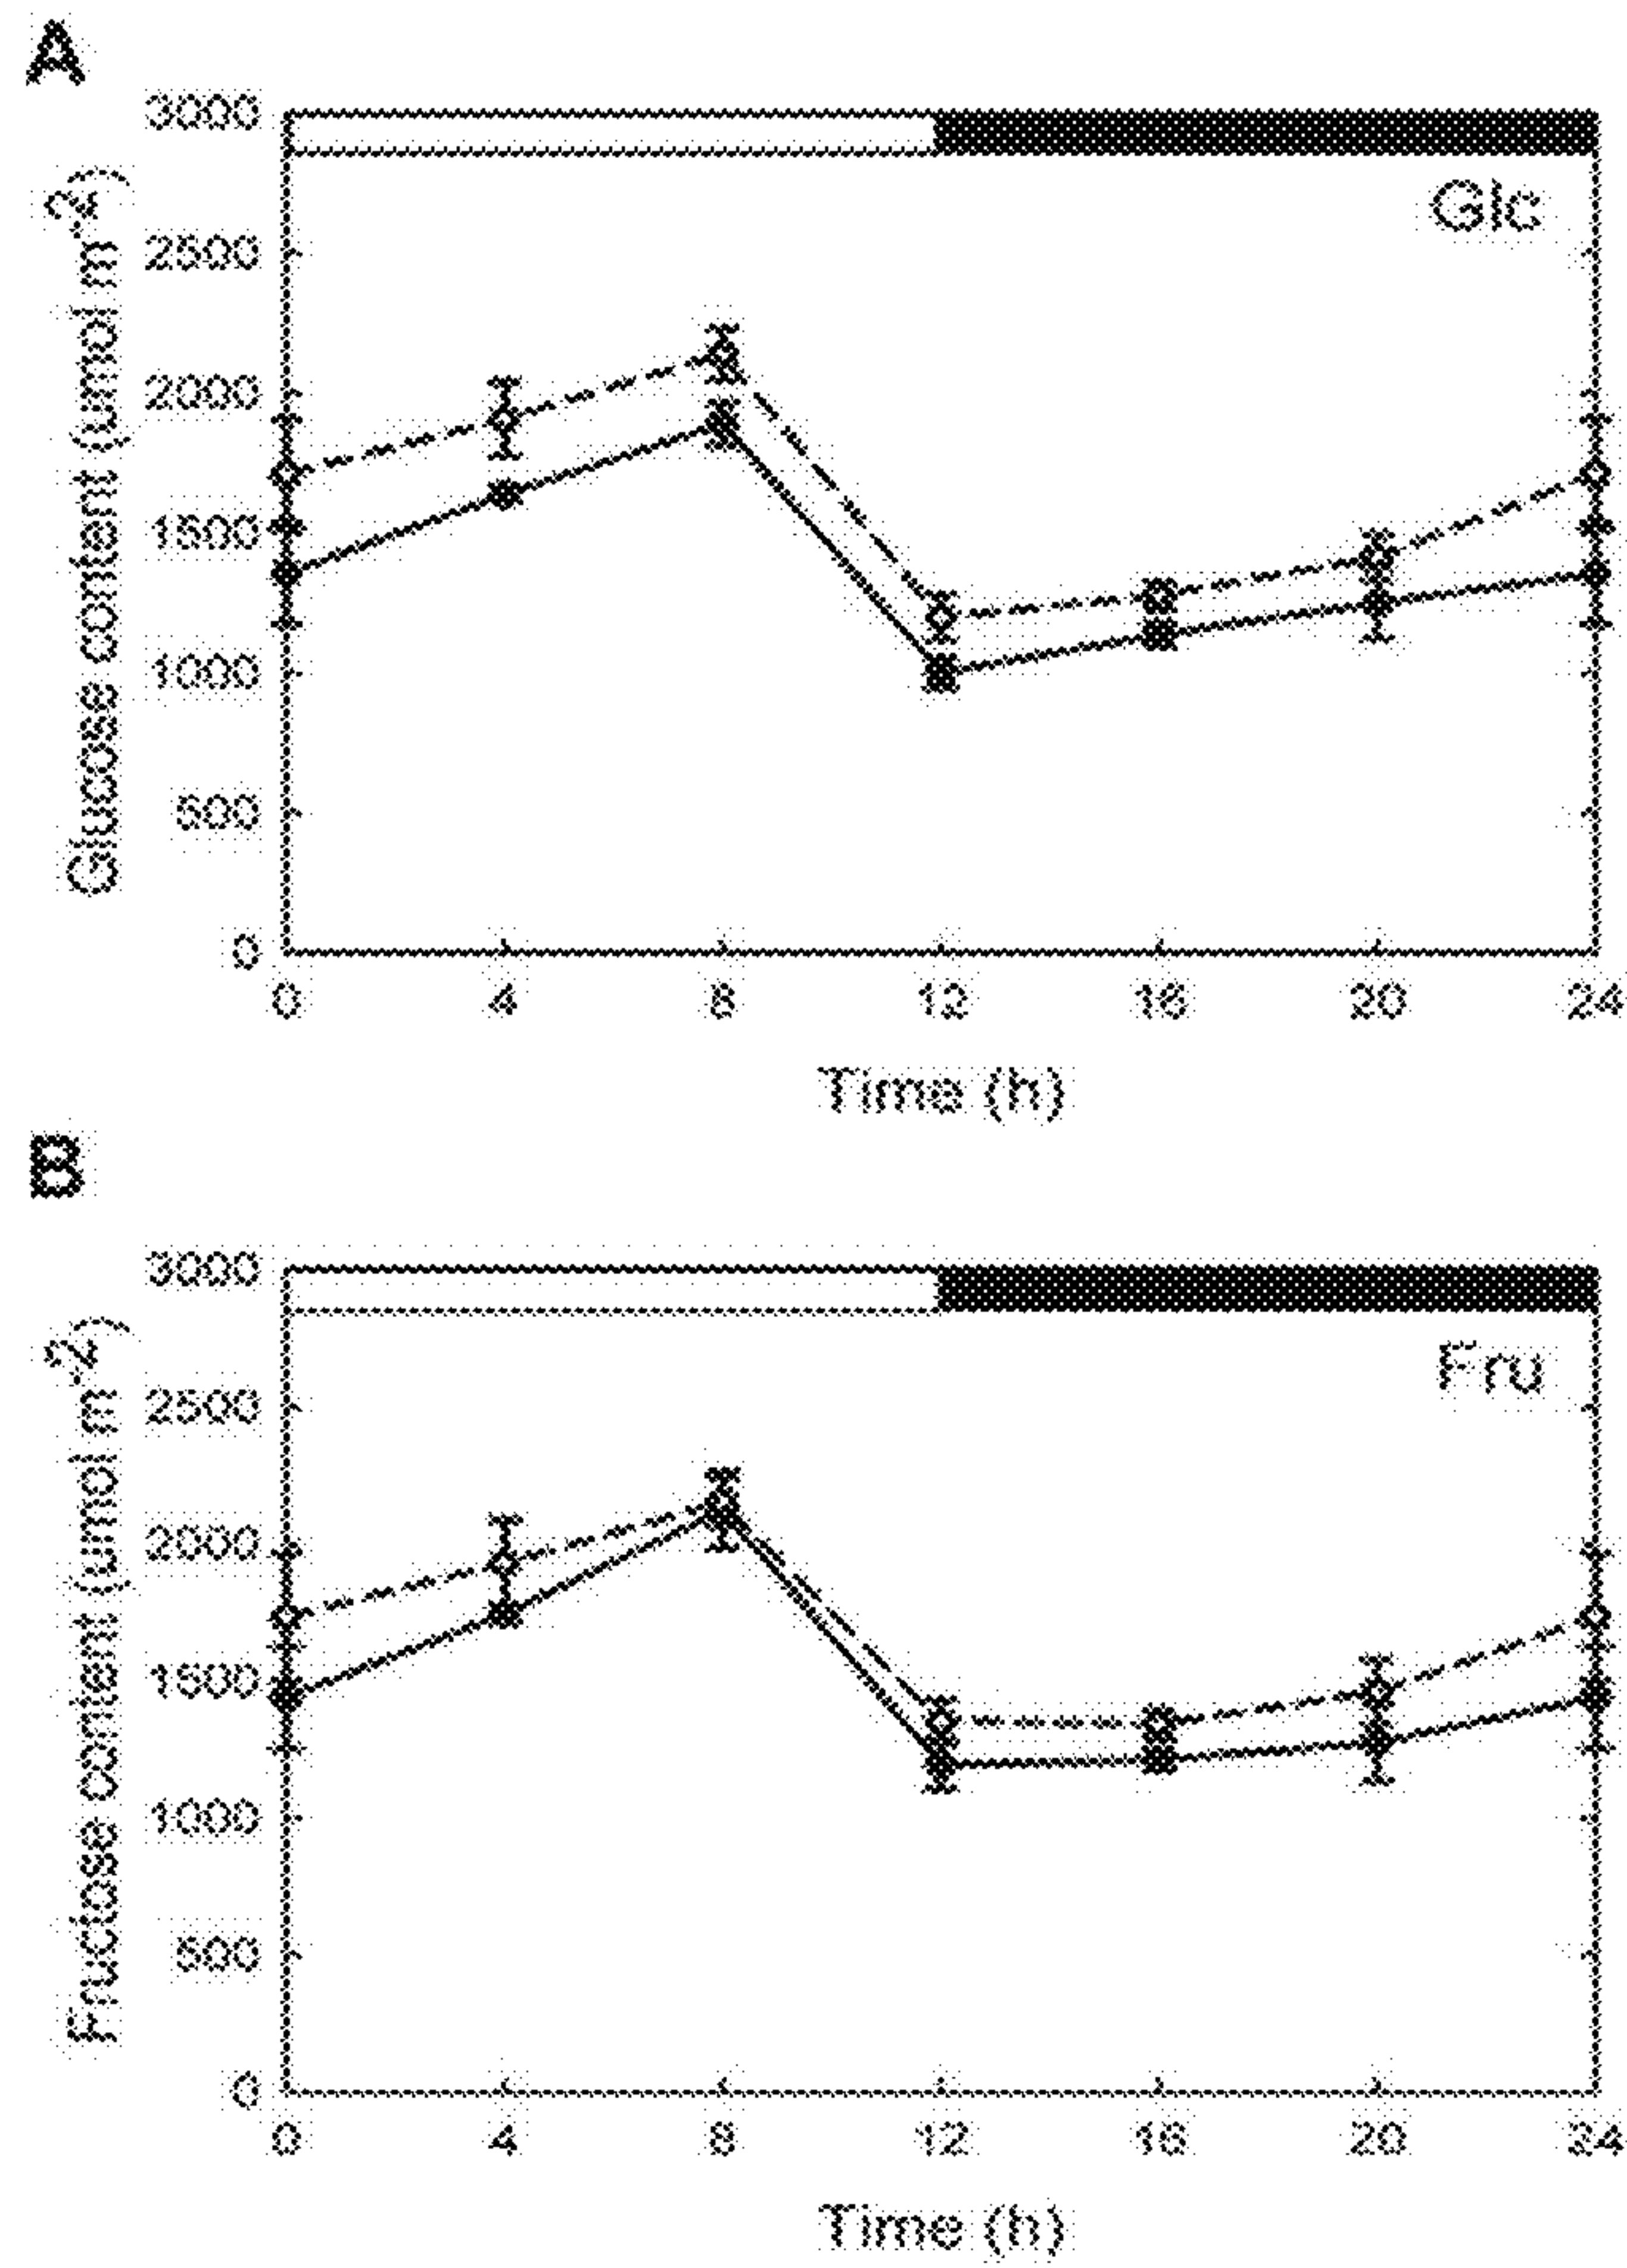 A
3000
Glc
2500
2000
1500
1000
500
0
Glucose content (umol m-2)
0 4 8 12 16 20 24
Time (h)
B
3000
Fru
2500
2000
1500
1000
500
0
Fructose content (umol m-2)
0 4 8 12 16 20 24
Time (h)